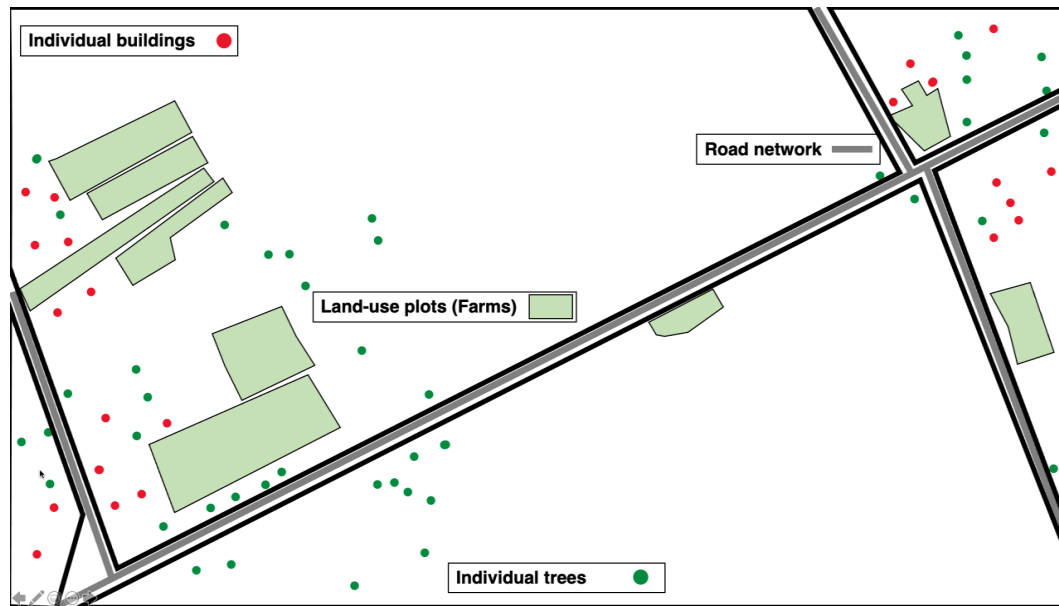 Individual buildings
Road network
Land-use plots (Farms)
Individual trees